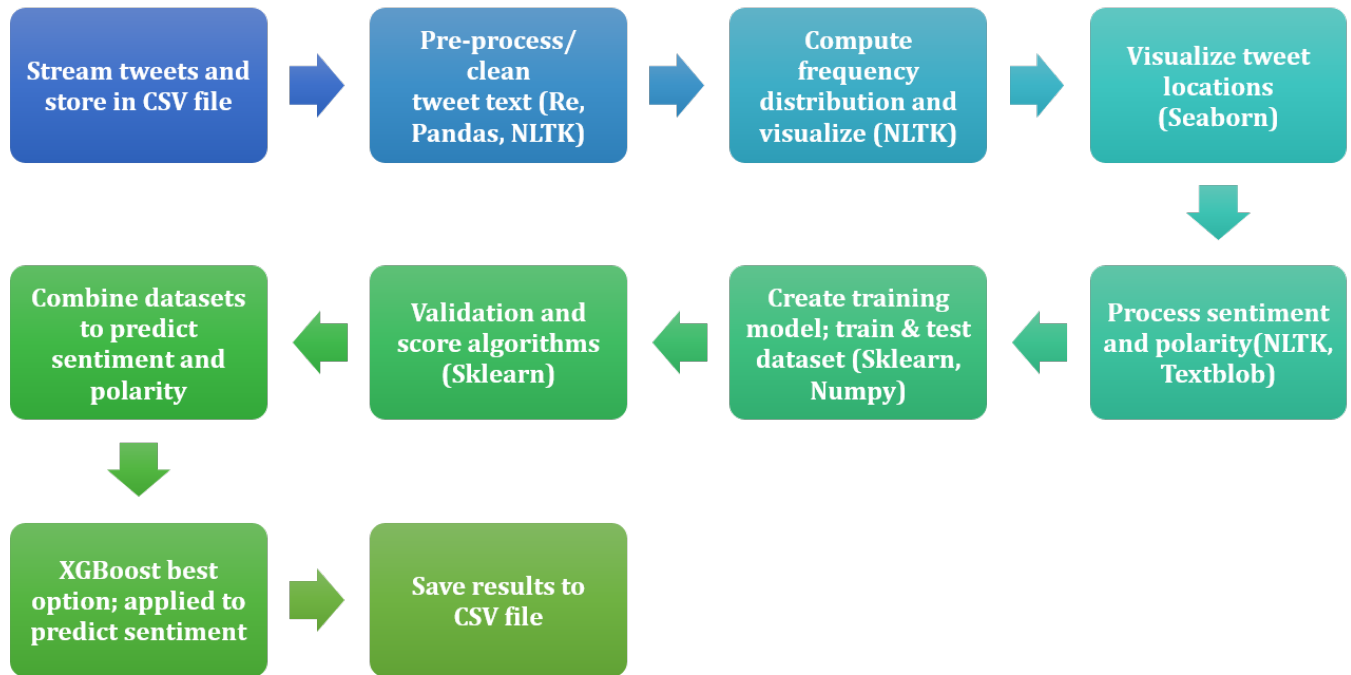 Stream tweets and
store in CSV file
Pre-process/
clean
tweet text (Re,
Pandas, NLTK)
Compute
frequency
distribution and
visualize (NLTK)
Visualize tweet
locations
(Seaborn)
Process sentiment
and polarity(NLTK,
Textblob)
Create training
model; train & test
dataset (Sklearn,
Numpy)
Validation and
score algorithms
(Sklearn)
Combine datasets
to predict
sentiment and
polarity
XGBoost best
option; applied to
predict sentiment
Save results to
CSV file